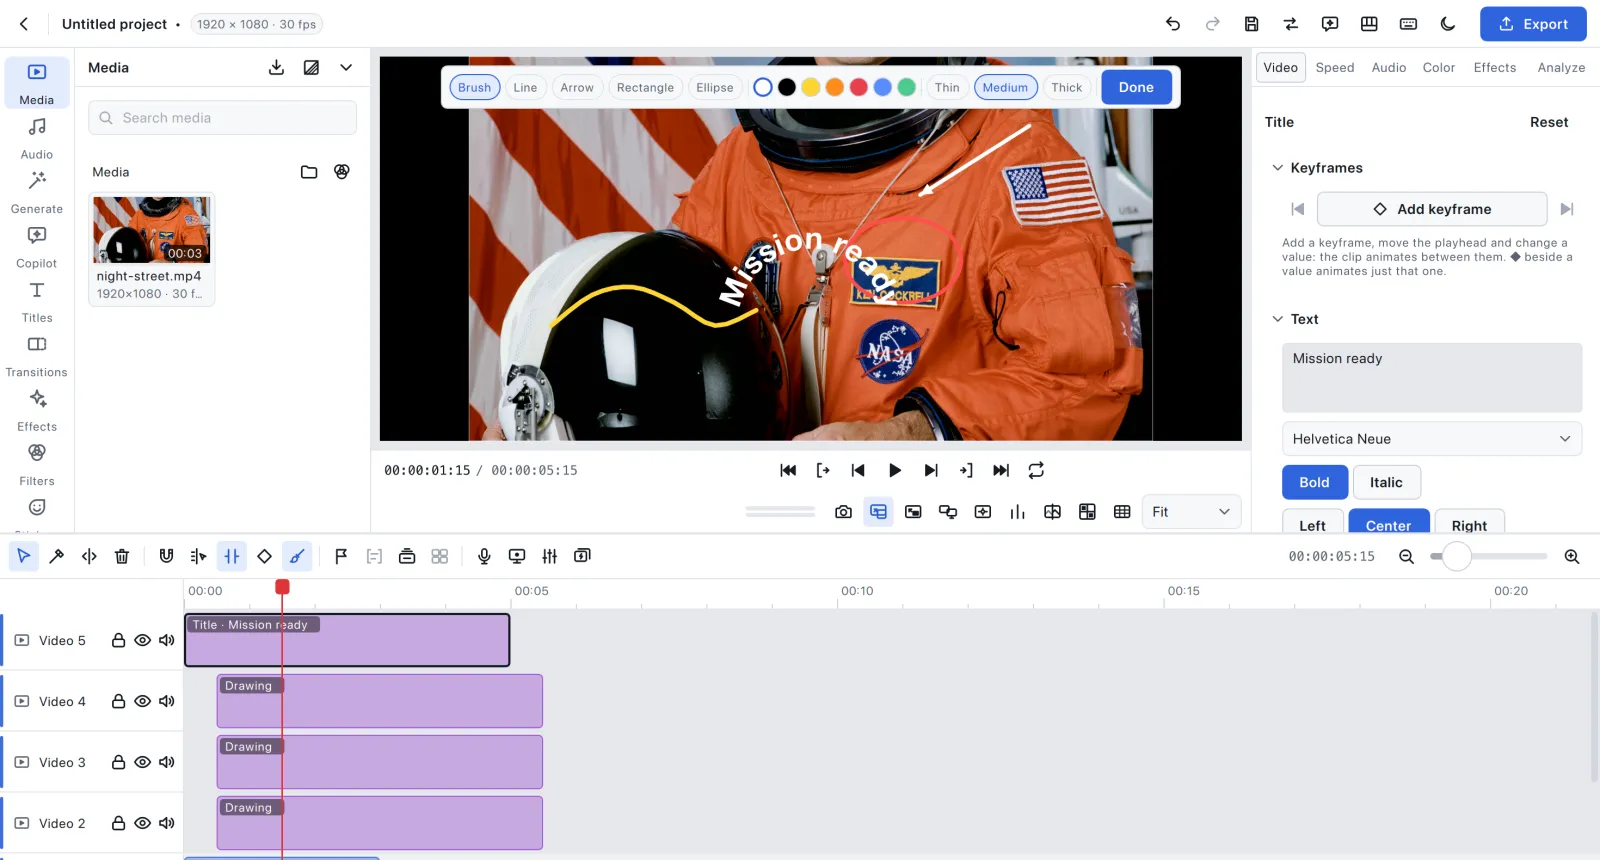 Untitled project •
1920 × 1080 · 30 fps
Export
Media
Audio
Generate
Copilot
Titles
Transitions
Effects
Filters
Media
Search media
Media
00:03
night-street.mp4
1920×1080 · 30 f...
Brush
Line
Arrow
Rectangle
Ellipse
Thin
Medium
Thick
Done
Mission ready
USA
NASA
00:00:01:15 / 00:00:05:15
Fit
Video
Speed
Audio
Color
Effects
Analyze
Title
Reset
Keyframes
Add keyframe
Add a keyframe, move the playhead and change a
value: the clip animates between them. ◆ beside a
value animates just that one.
Text
Mission ready
Helvetica Neue
Bold
Italic
Left
Center
Right
00:00:05:15
00:00
00:05
00:10
00:15
00:20
Video 5
Title · Mission ready
Video 4
Drawing
Video 3
Drawing
Video 2
Drawing